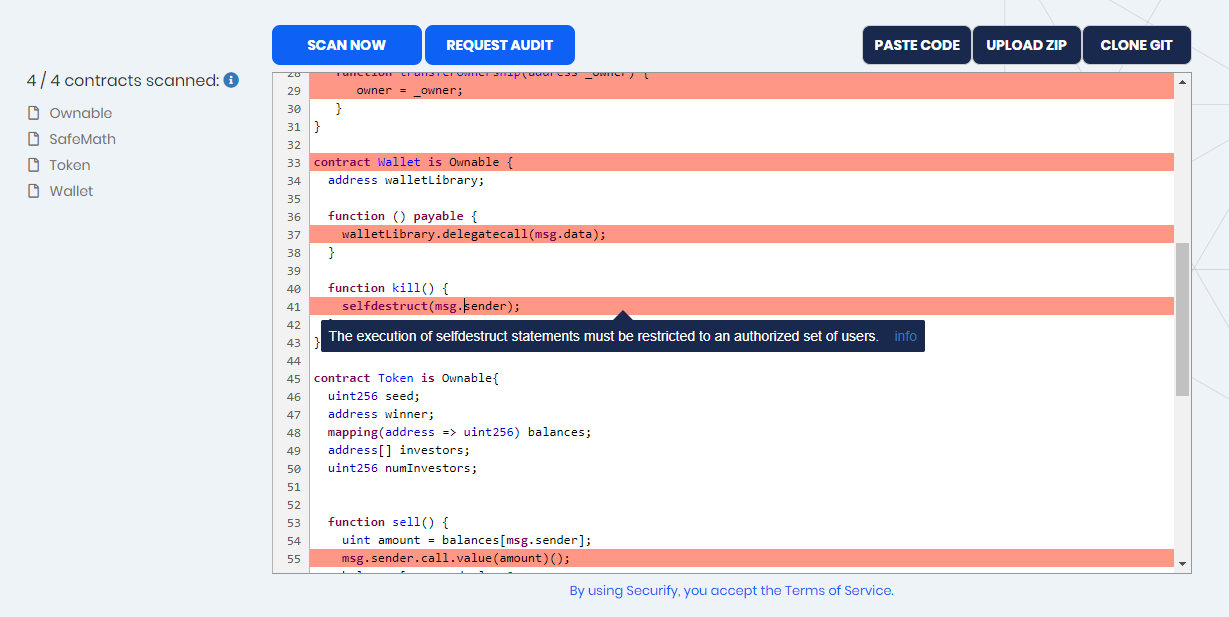 SCAN NOW REQUEST AUDIT PASTE CODE UPLOAD ZIP CLONE GIT
4 / 4 contracts scanned:
Ownable
SafeMath
Token
Wallet
28 function transferOwnership(address _owner) {
29 owner = _owner;
30 }
31 }
32
33 contract Wallet is Ownable {
34 address walletLibrary;
35
36 function () payable {
37 walletLibrary.delegatecall(msg.data);
38 }
39
40 function kill() {
41 selfdestruct(msg.sender);
42
The execution of selfdestruct statements must be restricted to an authorized set of users. info
43 }
44
45 contract Token is Ownable{
46 uint256 seed;
47 address winner;
48 mapping(address => uint256) balances;
49 address[] investors;
50 uint256 numInvestors;
51
52
53 function sell() {
54 uint amount = balances[msg.sender];
55 msg.sender.call.value(amount)();
By using Securify, you accept the Terms of Service.